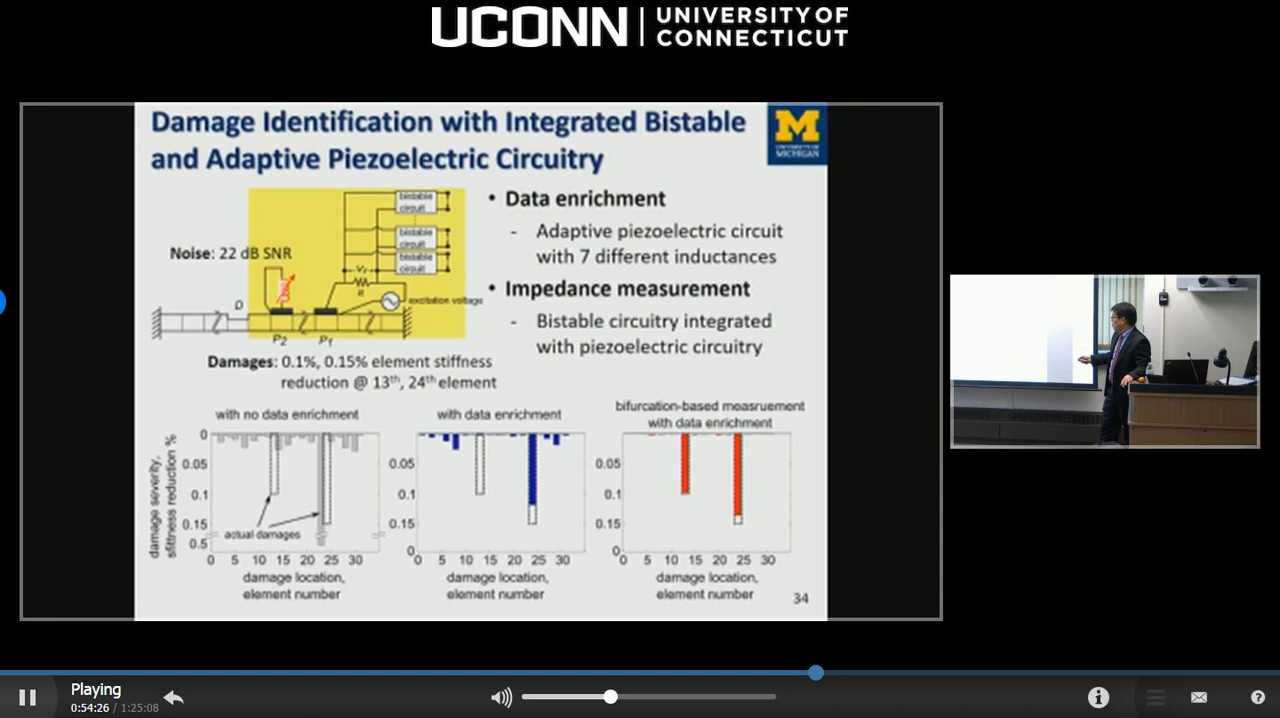 UCONN
UNIVERSITY OF
CONNECTICUT
Damage Identification with Integrated Bistable
and Adaptive Piezoelectric Circuitry
M
UNIVERSITY OF
MICHIGAN
bistable
circuit
bistable
circuit
bistable
circuit
Noise: 22 dB SNR
R
excitation voltage
D
P2
P1
Damages: 0.1%, 0.15% element stiffness
reduction @ 13th, 24th element
• Data enrichment
- Adaptive piezoelectric circuit
with 7 different inductances
• Impedance measurement
- Bistable circuitry integrated
with piezoelectric circuitry
with no data enrichment
damage severity,
stiffness reduction %
0
0.05
0.1
0.15
0.5
actual damages
0 5 10 15 20 25 30
damage location,
element number
with data enrichment
0.05
0.1
0.15
0
0 5 10 15 20 25 30
damage location,
element number
bifurcation-based measruement
with data enrichment
0.05
0.1
0.15
0
0 5 10 15 20 25 30
damage location,
element number
34
Playing
0:54:26 / 1:25:08